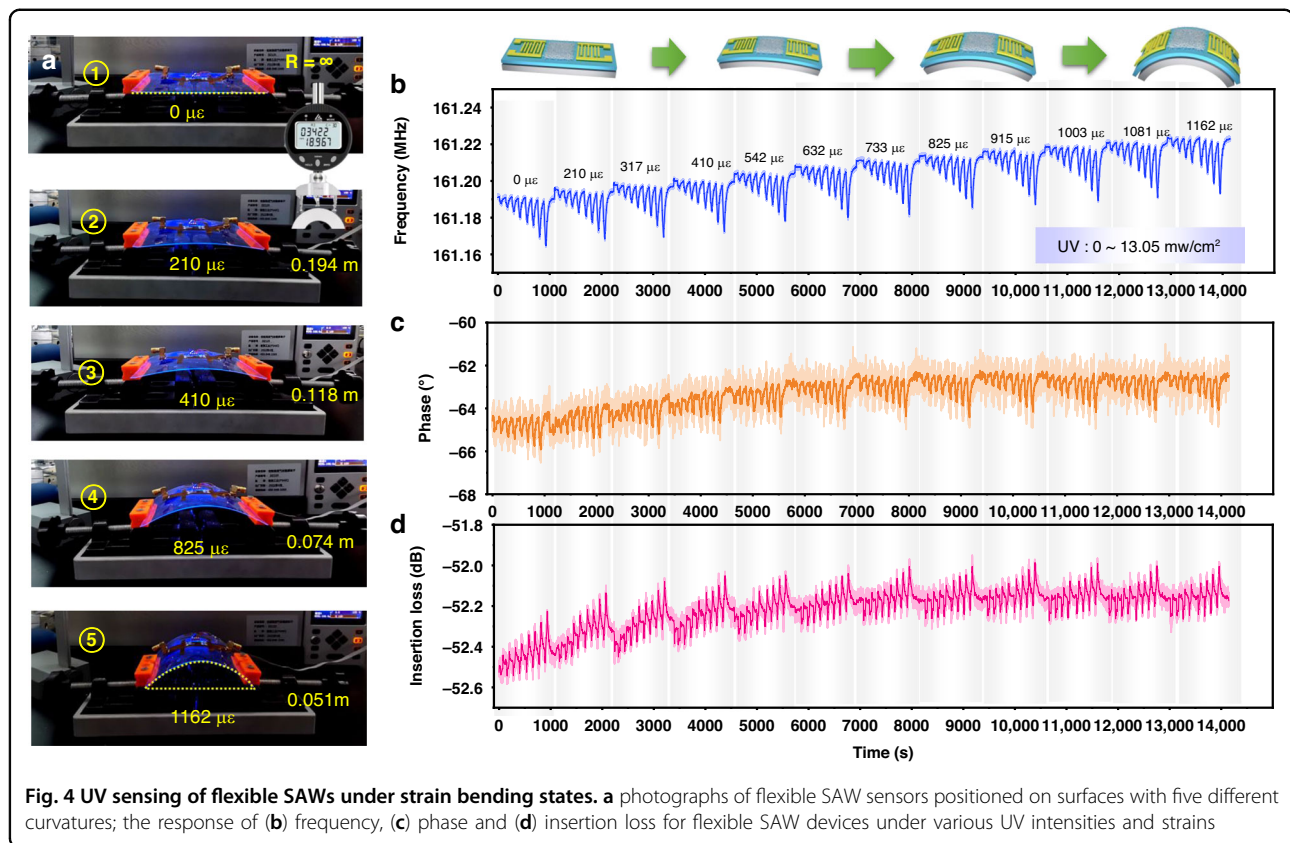 a
① R = ∞
0 με
03422
18.967
②
210 με 0.194 m
③
410 με 0.118 m
④
825 με 0.074 m
⑤
1162 με 0.051m
b
Frequency (MHz)
161.24
161.22
161.20
161.18
161.16
0 με 210 με 317 με 410 με 542 με 632 με 733 με 825 με 915 με 1003 με 1081 με 1162 με
UV : 0 ~ 13.05 mw/cm²
0 1000 2000 3000 4000 5000 6000 7000 8000 9000 10,000 11,000 12,000 13,000 14,000
c
Phase (°)
−60
−62
−64
−66
−68
0 1000 2000 3000 4000 5000 6000 7000 8000 9000 10,000 11,000 12,000 13,000 14,000
d
Insertion loss (dB)
−51.8
−52.0
−52.2
−52.4
−52.6
0 1000 2000 3000 4000 5000 6000 7000 8000 9000 10,000 11,000 12,000 13,000 14,000
Time (s)
Fig. 4 UV sensing of flexible SAWs under strain bending states. a photographs of flexible SAW sensors positioned on surfaces with five different
curvatures; the response of (b) frequency, (c) phase and (d) insertion loss for flexible SAW devices under various UV intensities and strains